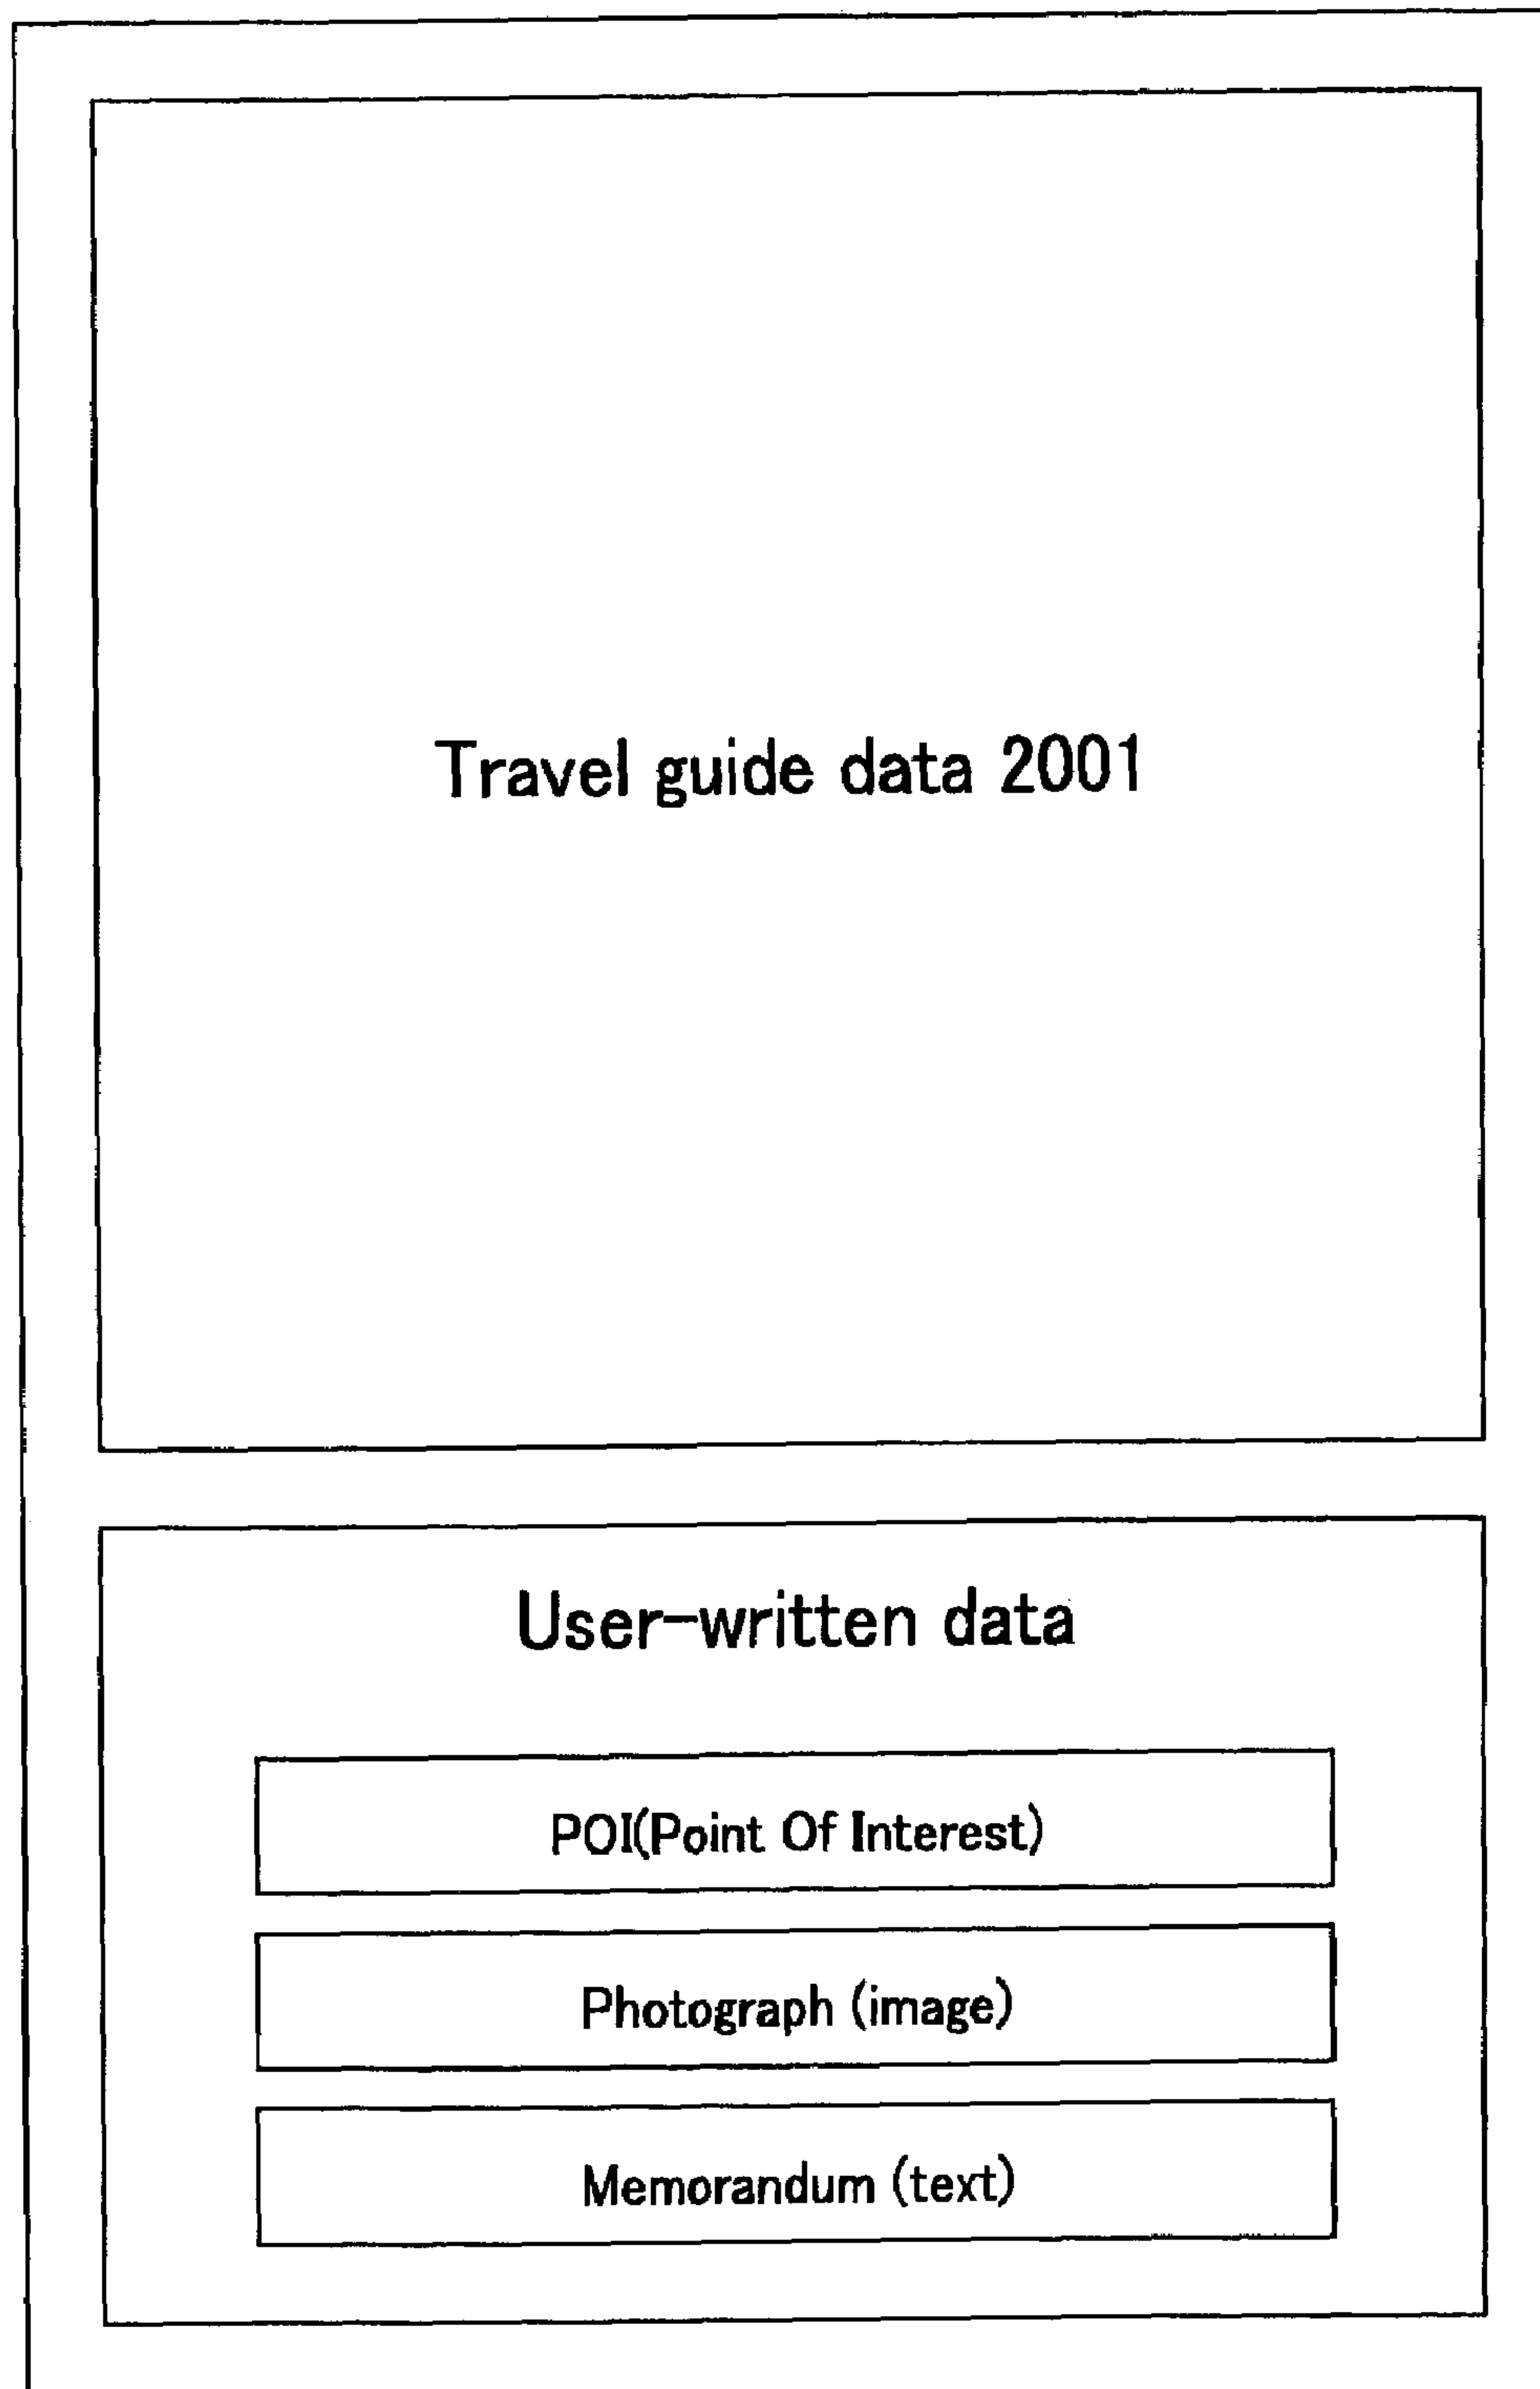 Travel guide data 2001
User-written data
POI(Point Of Interest)
Photograph (image)
Memorandum (text)